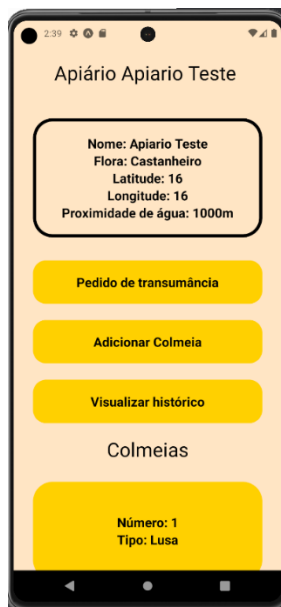 2:39
Apiário Apiario Teste
Nome: Apiario Teste
Flora: Castanheiro
Latitude: 16
Longitude: 16
Proximidade de água: 1000m
Pedido de transumância
Adicionar Colmeia
Visualizar histórico
Colmeias
Número: 1
Tipo: Lusa